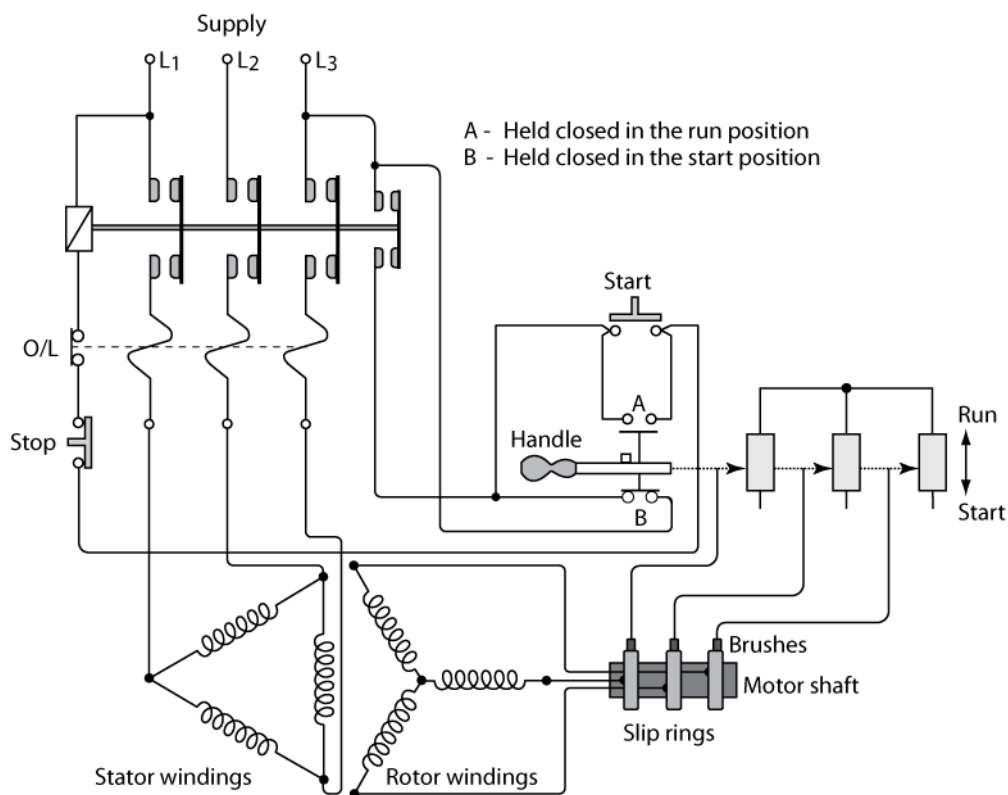 Supply
L1 L2 L3
A - Held closed in the run position
B - Held closed in the start position
Start
O/L
A
Run
Stop
Handle
Start
B
Brushes
Motor shaft
Slip rings
Stator windings
Rotor windings